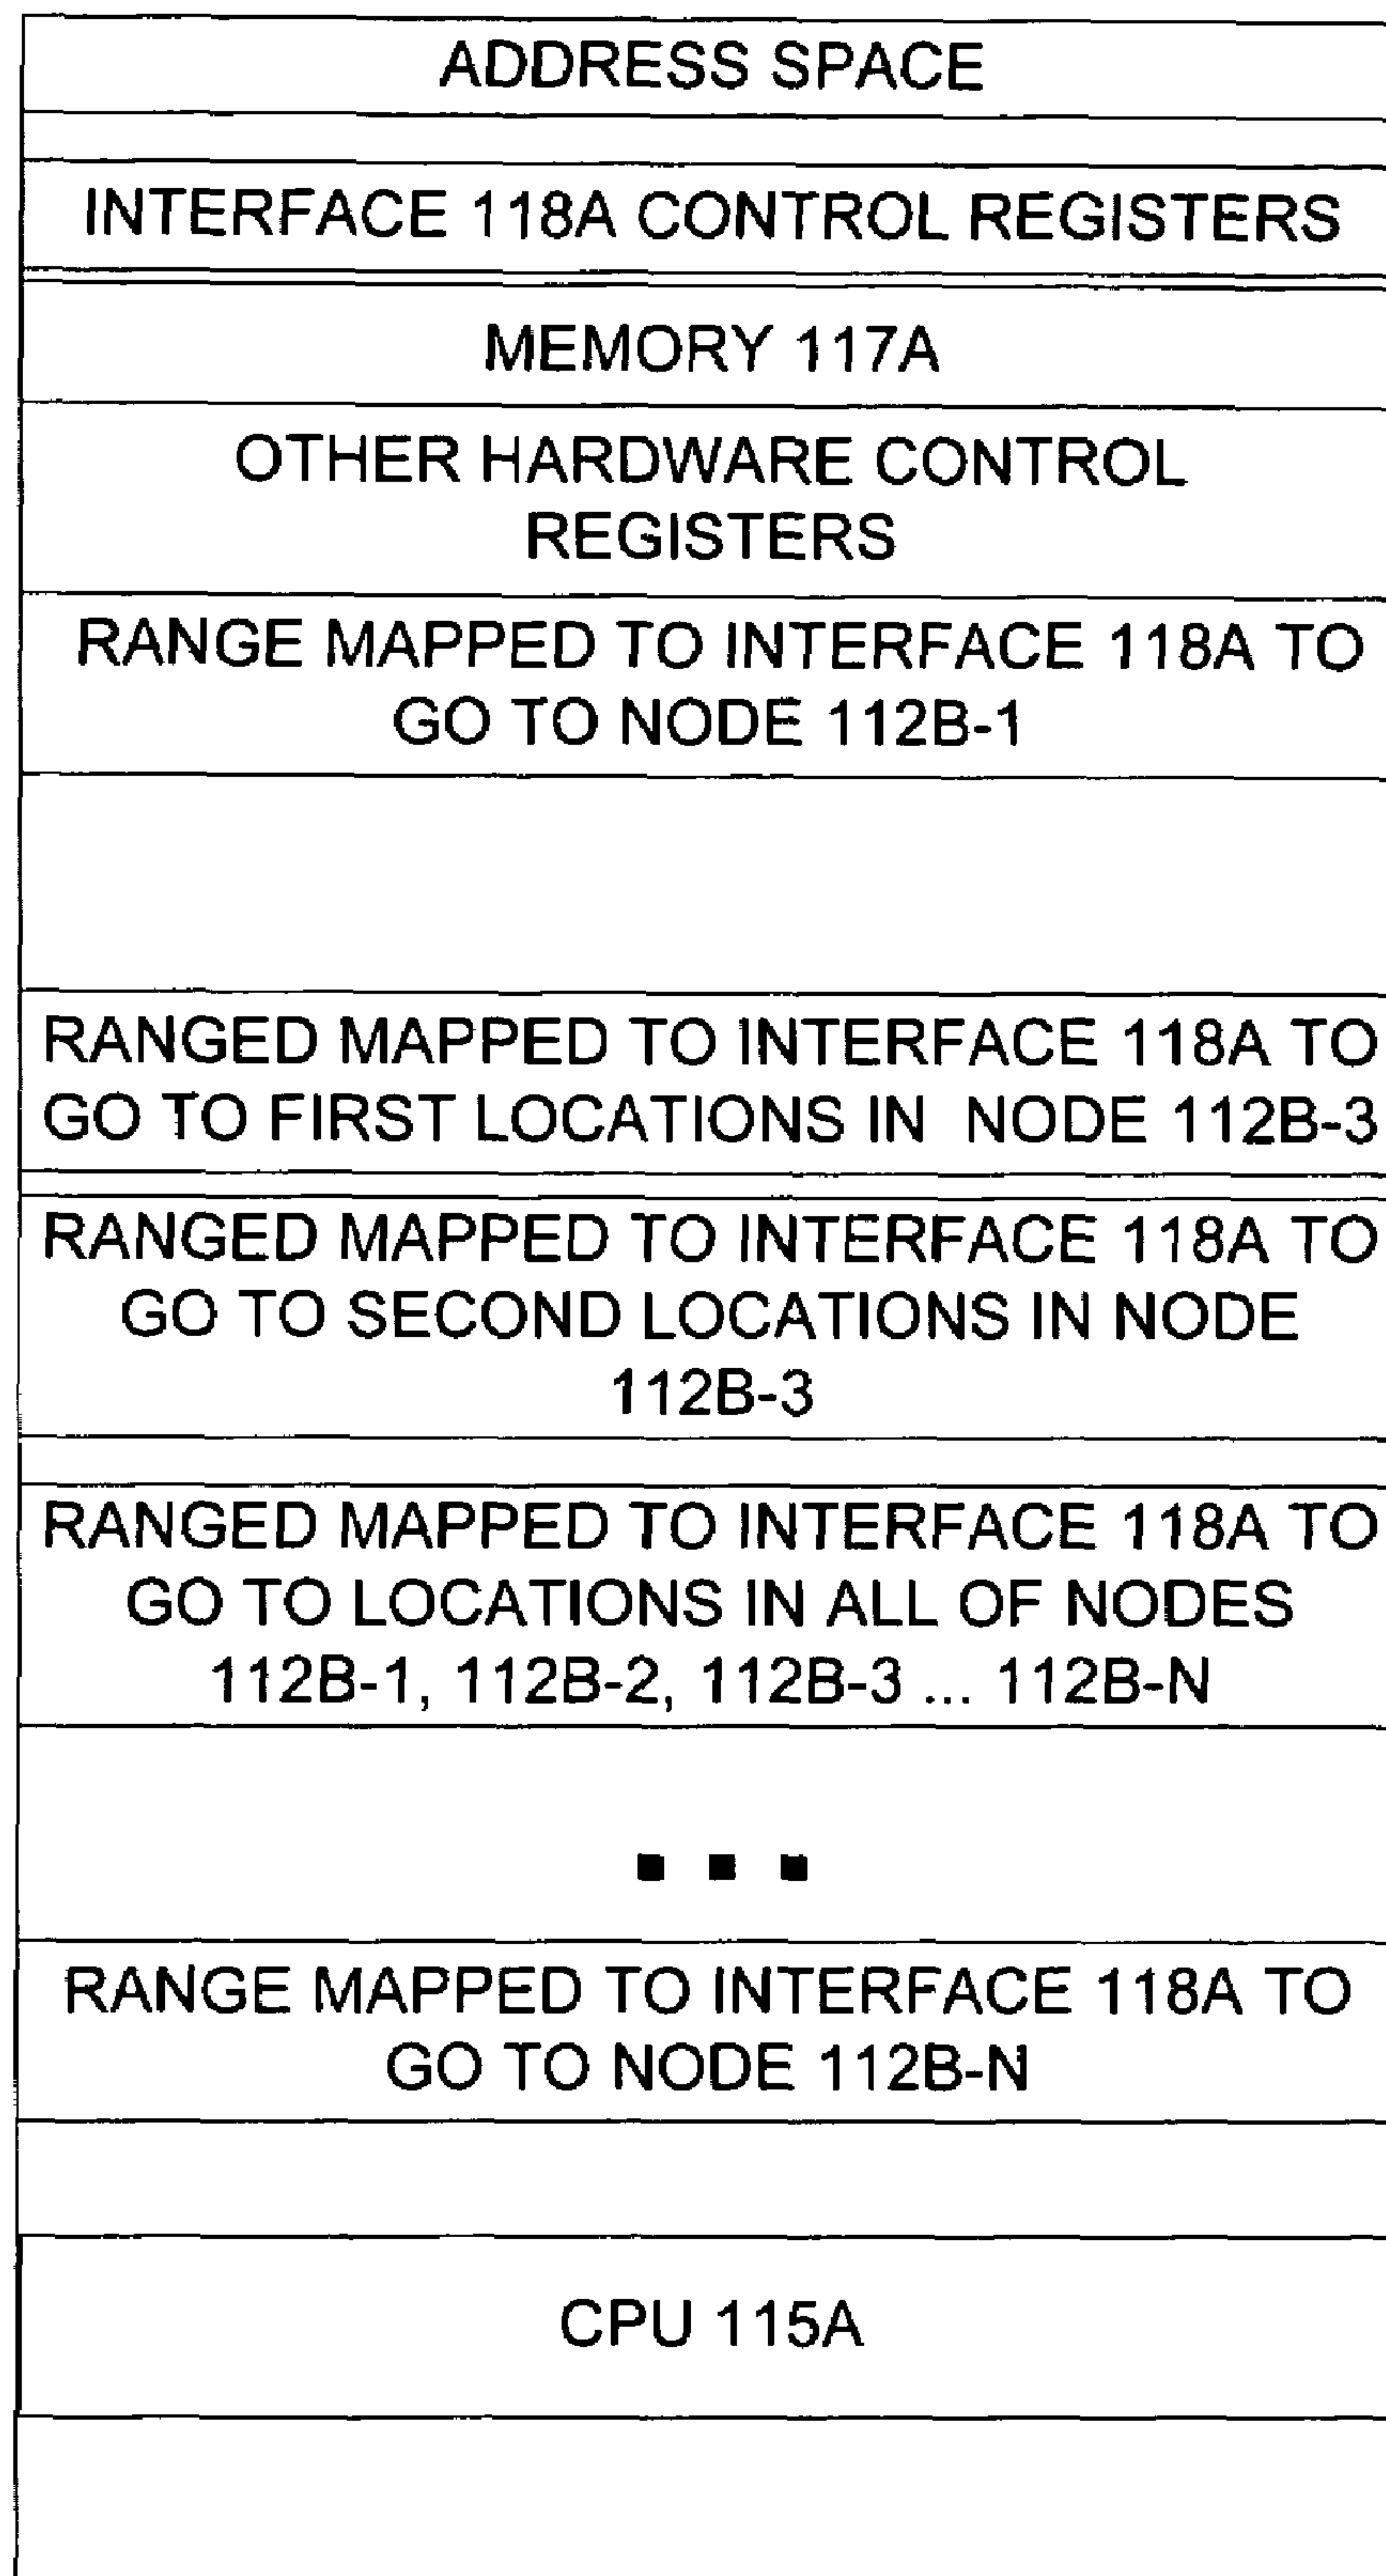 ADDRESS SPACE
INTERFACE 118A CONTROL REGISTERS
MEMORY 117A
OTHER HARDWARE CONTROL
REGISTERS
RANGE MAPPED TO INTERFACE 118A TO
GO TO NODE 112B-1
RANGED MAPPED TO INTERFACE 118A TO
GO TO FIRST LOCATIONS IN NODE 112B-3
RANGED MAPPED TO INTERFACE 118A TO
GO TO SECOND LOCATIONS IN NODE
112B-3
RANGED MAPPED TO INTERFACE 118A TO
GO TO LOCATIONS IN ALL OF NODES
112B-1, 112B-2, 112B-3 ... 112B-N
▪ ▪ ▪
RANGE MAPPED TO INTERFACE 118A TO
GO TO NODE 112B-N
CPU 115A